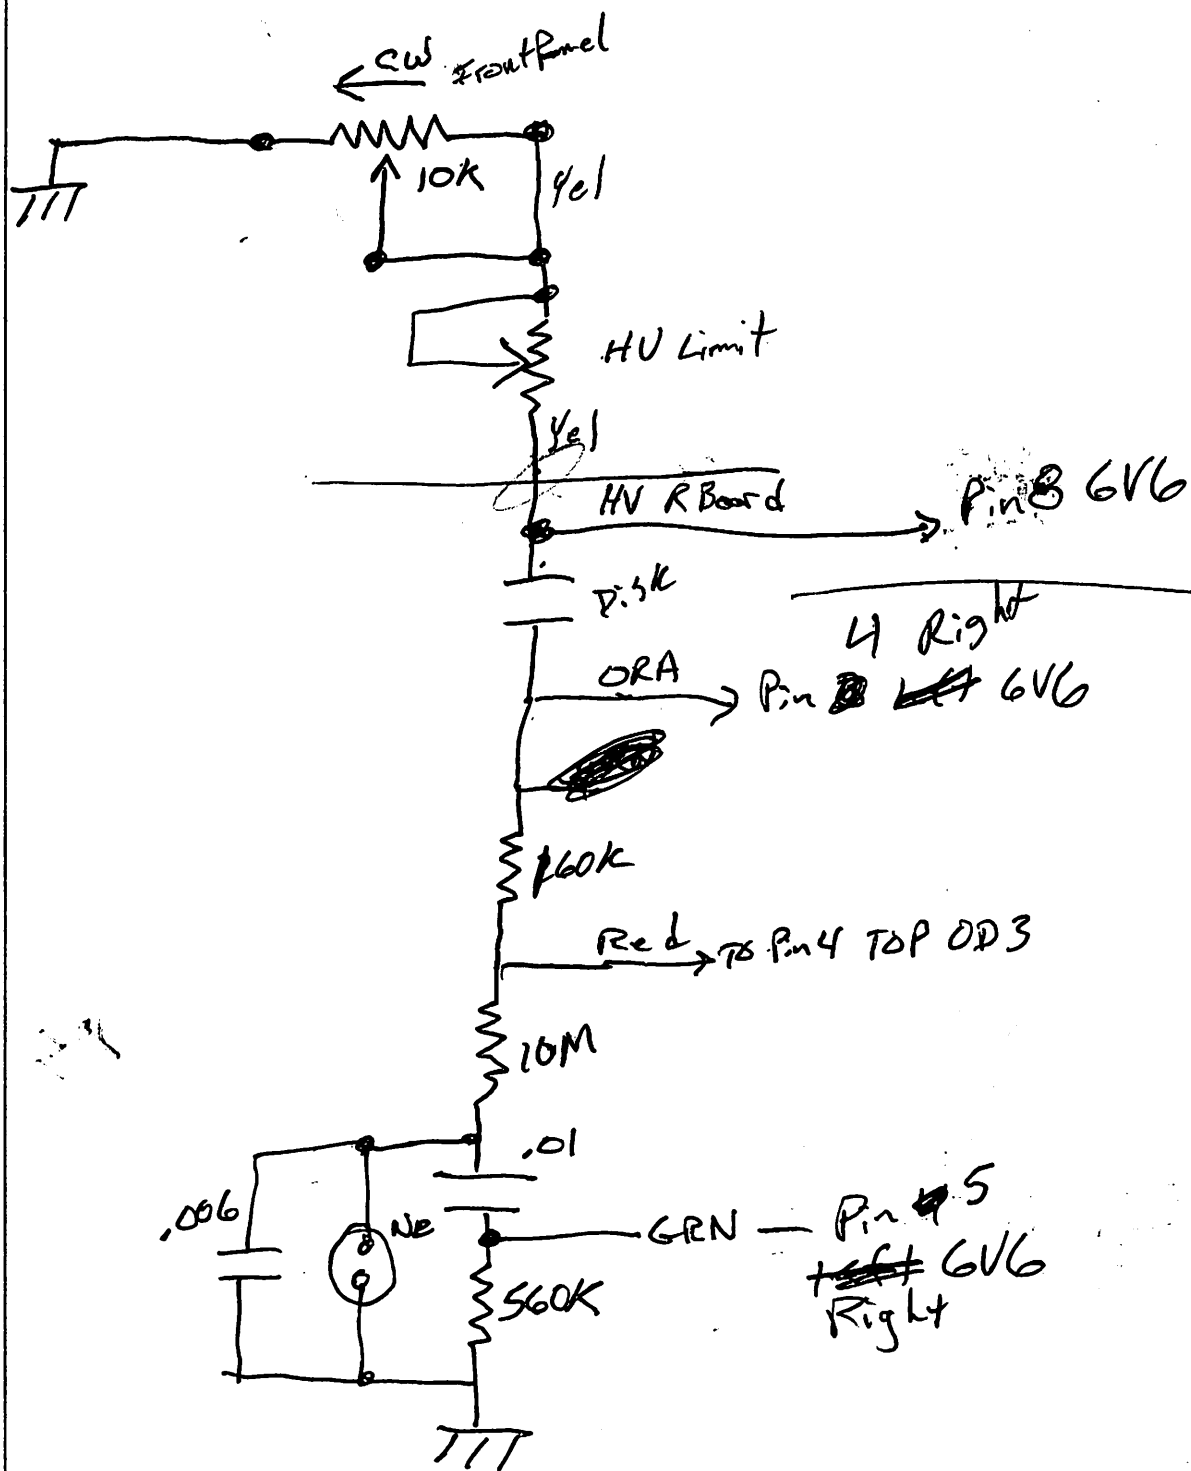 CW Front Panel
10K
Yel
HV Limit
Yel
HV R Board
Pin 8 6V6
Disk
4 Right
ORA
Pin 6V6
160K
Red
To Pin 4 TOP OD3
10M
.01
.006
NE
GRN — Pin 5
6V6
560K
Right